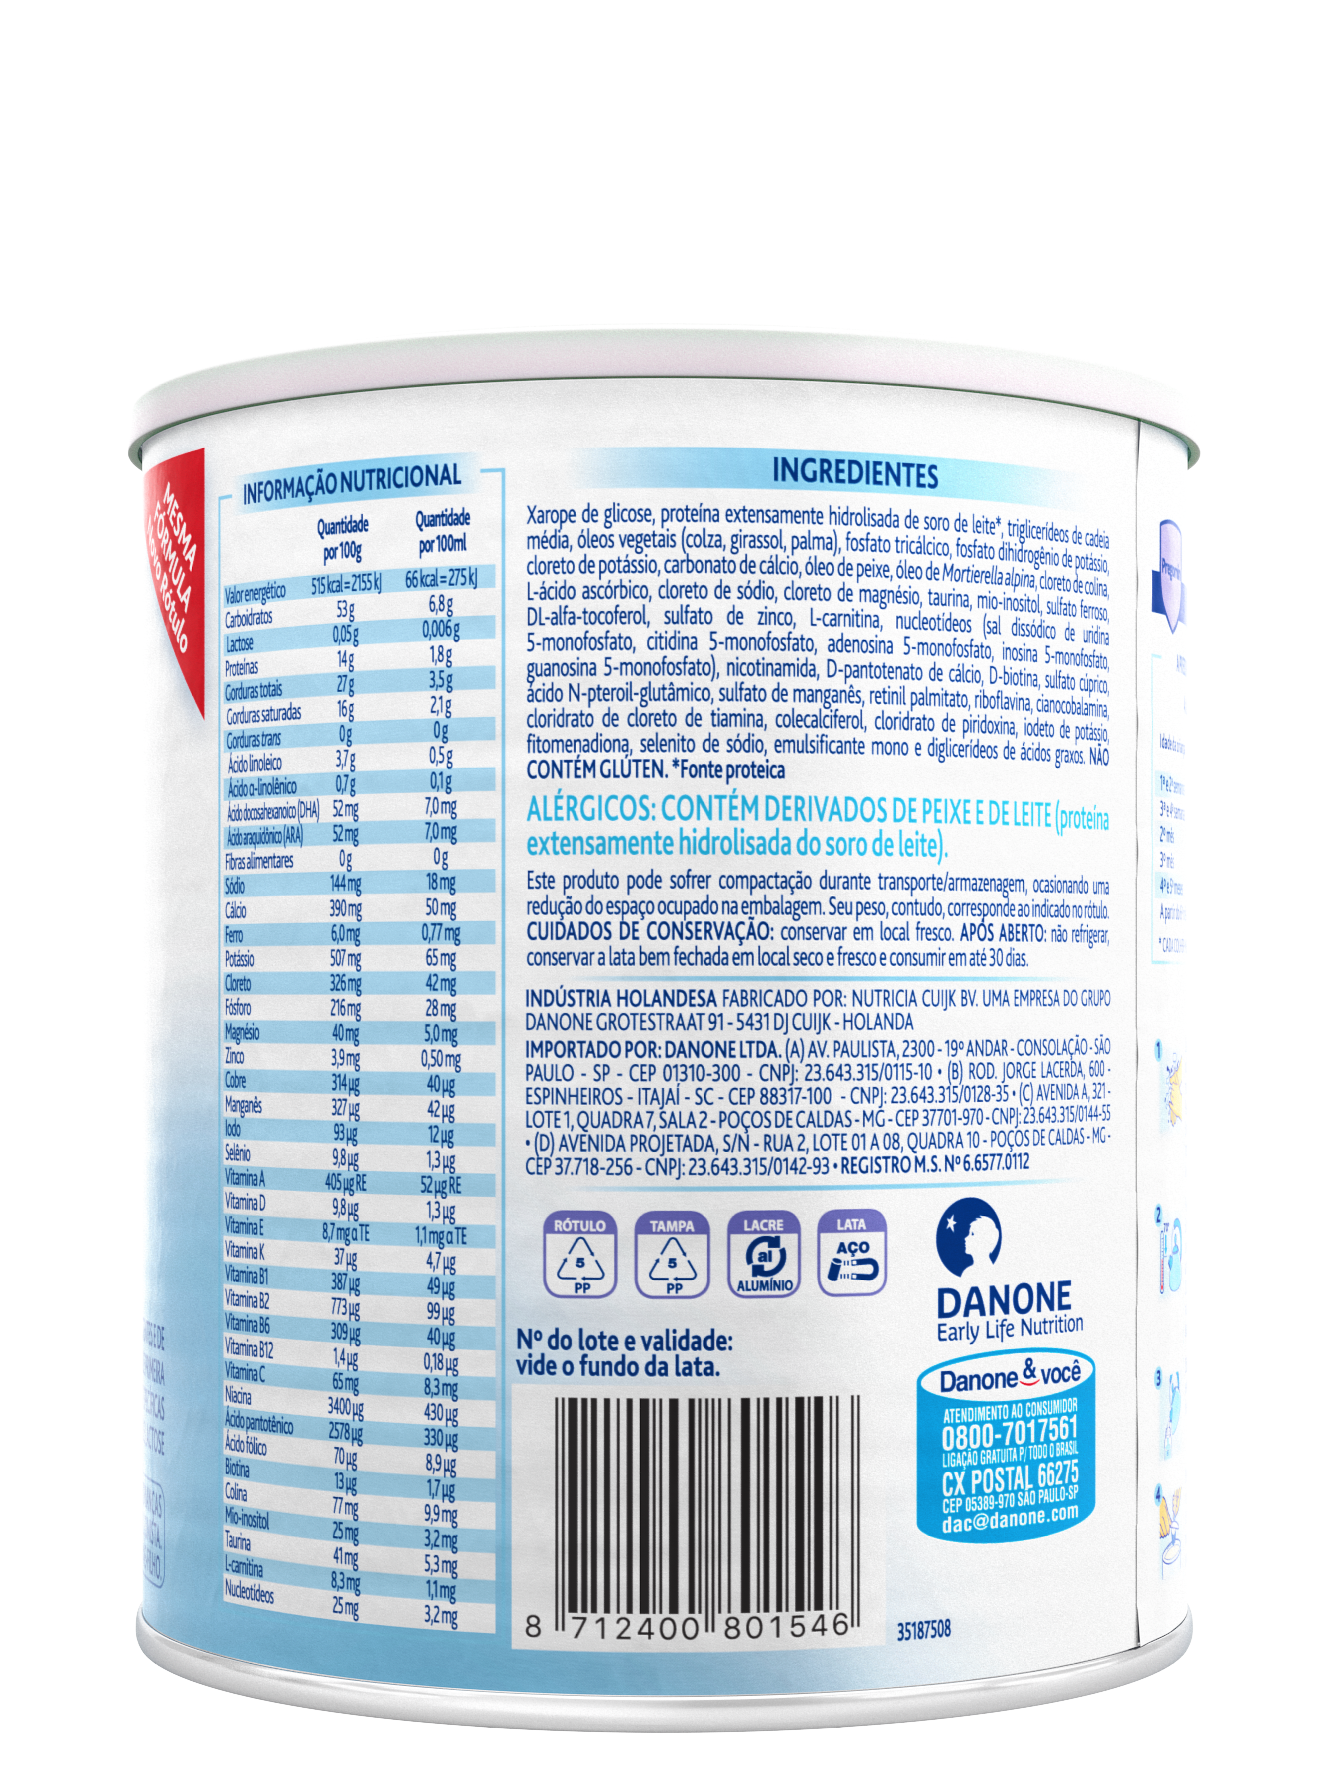 MESMA
FÓRMULA
Novo Rótulo
INFORMAÇÃO NUTRICIONAL
Quantidade por 100g Quantidade por 100ml
Valor energético 515 kcal = 2155 kJ 66 kcal = 275 kJ
Carboidratos 53 g 6,8 g
Lactose 0,05 g 0,006 g
Proteínas 14 g 1,8 g
Gorduras totais 27 g 3,5 g
Gorduras saturadas 16 g 2,1 g
Gorduras trans 0 g 0 g
Ácido linoleico 3,7 g 0,5 g
Ácido α-linolênico 0,7 g 0,1 g
Ácido docosahexanoico (DHA) 52 mg 7,0 mg
Ácido araquidônico (ARA) 52 mg 7,0 mg
Fibras alimentares 0 g 0 g
Sódio 144 mg 18 mg
Cálcio 390 mg 50 mg
Ferro 6,0 mg 0,77 mg
Potássio 507 mg 65 mg
Cloreto 326 mg 42 mg
Fósforo 216 mg 28 mg
Magnésio 40 mg 5,0 mg
Zinco 3,9 mg 0,50 mg
Cobre 314 µg 40 µg
Manganês 327 µg 42 µg
Iodo 93 µg 12 µg
Selênio 9,8 µg 1,3 µg
Vitamina A 405 µg RE 52 µg RE
Vitamina D 9,8 µg 1,3 µg
Vitamina E 8,7 mg α TE 1,1 mg α TE
Vitamina K 37 µg 4,7 µg
Vitamina B1 387 µg 49 µg
Vitamina B2 773 µg 99 µg
Vitamina B6 309 µg 40 µg
Vitamina B12 1,4 µg 0,18 µg
Vitamina C 65 mg 8,3 mg
Niacina 3400 µg 430 µg
Ácido pantotênico 2578 µg 330 µg
Ácido fólico 70 µg 8,9 µg
Biotina 13 µg 1,7 µg
Colina 77 mg 9,9 mg
Mio-inositol 25 mg 3,2 mg
Taurina 41 mg 5,3 mg
L-carnitina 8,3 mg 1,1 mg
Nucleotídeos 25 mg 3,2 mg
INGREDIENTES
Xarope de glicose, proteína extensamente hidrolisada de soro de leite*, triglicerídeos de cadeia
média, óleos vegetais (colza, girassol, palma), fosfato tricálcico, fosfato dihidrogênio de potássio,
cloreto de potássio, carbonato de cálcio, óleo de peixe, óleo de Mortierella alpina, cloreto de colina,
L-ácido ascórbico, cloreto de sódio, cloreto de magnésio, taurina, mio-inositol, sulfato ferroso,
DL-alfa-tocoferol, sulfato de zinco, L-carnitina, nucleotídeos (sal dissódico de uridina
5-monofosfato, citidina 5-monofosfato, adenosina 5-monofosfato, inosina 5-monofosfato,
guanosina 5-monofosfato), nicotinamida, D-pantotenato de cálcio, D-biotina, sulfato cúprico,
ácido N-pteroil-glutâmico, sulfato de manganês, retinil palmitato, riboflavina, cianocobalamina,
cloridrato de cloreto de tiamina, colecalciferol, cloridrato de piridoxina, iodeto de potássio,
fitomenadiona, selenito de sódio, emulsificante mono e diglicerídeos de ácidos graxos. NÃO
CONTÉM GLÚTEN. *Fonte proteica
ALÉRGICOS: CONTÉM DERIVADOS DE PEIXE E DE LEITE (proteína
extensamente hidrolisada do soro de leite).
Este produto pode sofrer compactação durante transporte/armazenagem, ocasionando uma
redução do espaço ocupado na embalagem. Seu peso, contudo, corresponde ao indicado no rótulo.
CUIDADOS DE CONSERVAÇÃO: conservar em local fresco. APÓS ABERTO: não refrigerar,
conservar a lata bem fechada em local seco e fresco e consumir em até 30 dias.
INDÚSTRIA HOLANDESA FABRICADO POR: NUTRICIA CUIJK BV. UMA EMPRESA DO GRUPO
DANONE GROTESTRAAT 91 - 5431 DJ CUIJK - HOLANDA
IMPORTADO POR: DANONE LTDA. (A) AV. PAULISTA, 2300 - 19º ANDAR - CONSOLAÇÃO - SÃO
PAULO - SP - CEP 01310-300 - CNPJ: 23.643.315/0115-10 • (B) ROD. JORGE LACERDA, 600 -
ESPINHEIROS - ITAJAÍ - SC - CEP 88317-100 - CNPJ: 23.643.315/0128-35 • (C) AVENIDA A, 321 -
LOTE 1, QUADRA 7, SALA 2 - POÇOS DE CALDAS - MG - CEP 37701-970 - CNPJ: 23.643.315/0144-55
• (D) AVENIDA PROJETADA, S/N - RUA 2, LOTE 01 A 08, QUADRA 10 - POÇOS DE CALDAS - MG -
CEP 37.718-256 - CNPJ: 23.643.315/0142-93 • REGISTRO M.S. Nº 6.6577.0112
RÓTULO TAMPA LACRE LATA
5 5 al AÇO
PP PP ALUMÍNIO
DANONE
Early Life Nutrition
Nº do lote e validade:
vide o fundo da lata.
Danone & você
ATENDIMENTO AO CONSUMIDOR
0800-7017561
LIGAÇÃO GRATUITA P/ TODO O BRASIL
CX POSTAL 66275
CEP 05389-970 SÃO PAULO-SP
dac@danone.com
8 712400 801546
35187508
1
2
3
4